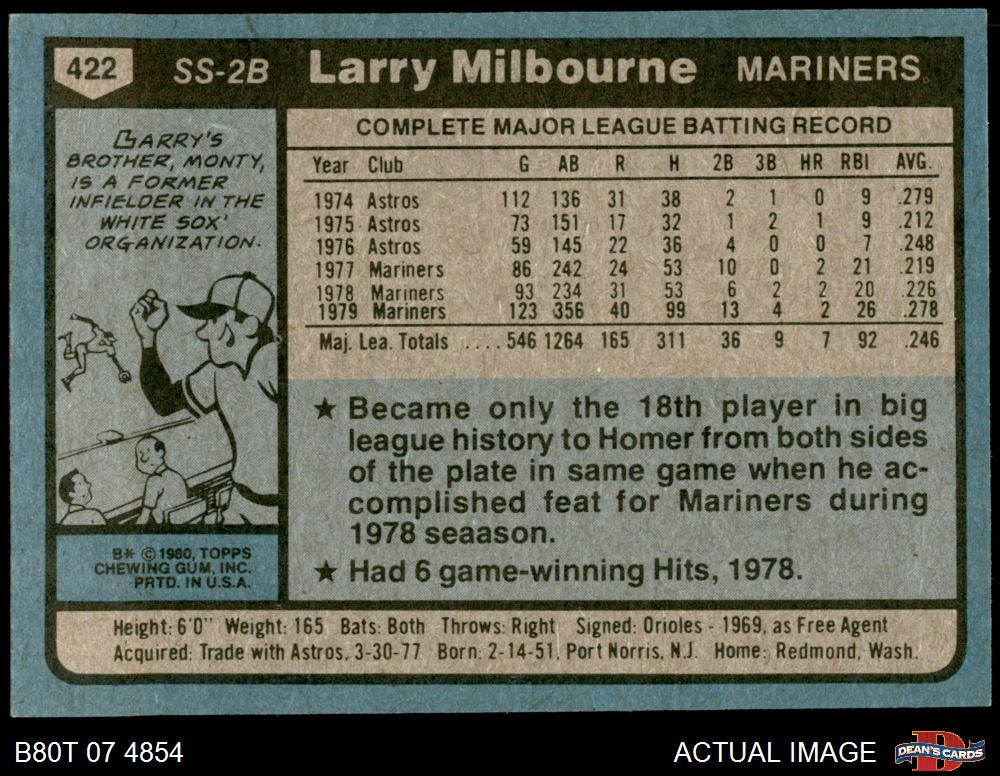 422 SS-2B Larry Milbourne MARINERS
LARRY'S
BROTHER, MONTY,
IS A FORMER
INFIELDER IN THE
WHITE SOX'
ORGANIZATION.
B* © 1980, TOPPS
CHEWING GUM, INC.
PRTD. IN U.S.A.
COMPLETE MAJOR LEAGUE BATTING RECORD
Year Club G AB R H 2B 3B HR RBI AVG.
1974 Astros 112 136 31 38 2 1 0 9 .279
1975 Astros 73 151 17 32 1 2 1 9 .212
1976 Astros 59 145 22 36 4 0 0 7 .248
1977 Mariners 86 242 24 53 10 0 2 21 .219
1978 Mariners 93 234 31 53 6 2 2 20 .226
1979 Mariners 123 356 40 99 13 4 2 26 .278
Maj. Lea. Totals ....546 1264 165 311 36 9 7 92 .246
★ Became only the 18th player in big
league history to Homer from both sides
of the plate in same game when he ac-
complished feat for Mariners during
1978 seaason.
★ Had 6 game-winning Hits, 1978.
Height: 6'0" Weight: 165 Bats: Both Throws: Right Signed: Orioles - 1969, as Free Agent
Acquired: Trade with Astros, 3-30-77 Born: 2-14-51, Port Norris, N.J. Home: Redmond, Wash.
B80T 07 4854 ACTUAL IMAGE DEAN'S CARDS